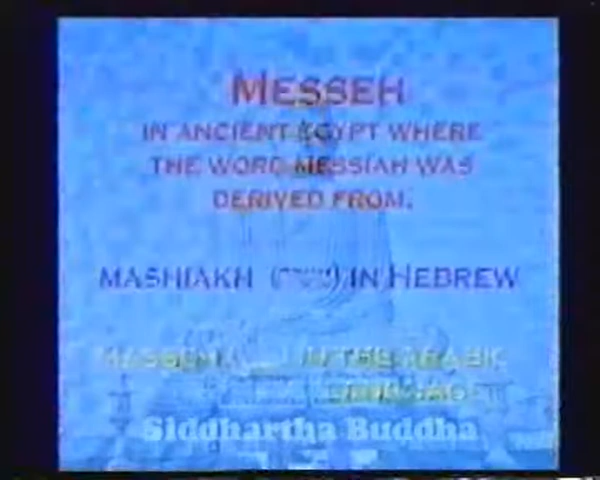 MESSEH
IN ANCIENT EGYPT WHERE
THE WORD MESSIAH WAS
DERIVED FROM.
MASHIAKH () IN HEBREW
IN THE ARABIC
LANGUAGE
Siddhartha Buddha